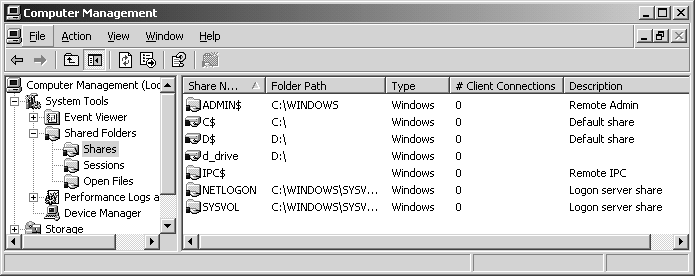 Computer Management
File Action View Window Help
Computer Management (Loc
System Tools
Event Viewer
Shared Folders
Shares
Sessions
Open Files
Performance Logs a
Device Manager
Storage
Share N... Folder Path Type # Client Connections Description
ADMIN$ C:\WINDOWS Windows 0 Remote Admin
C$ C:\ Windows 0 Default share
D$ D:\ Windows 0 Default share
d_drive D:\ Windows 0
IPC$ Windows 0 Remote IPC
NETLOGON C:\WINDOWS\SYSV... Windows 0 Logon server share
SYSVOL C:\WINDOWS\SYSV... Windows 0 Logon server share